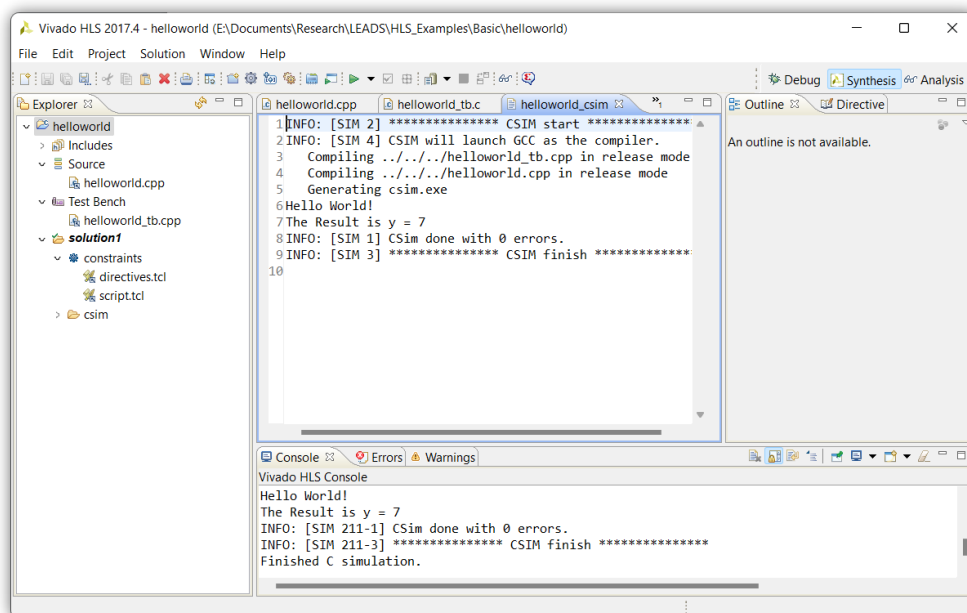 Vivado HLS 2017.4 - helloworld (E:\Documents\Research\LEADS\HLS_Examples\Basic\helloworld)
File Edit Project Solution Window Help
Debug Synthesis Analysis
Explorer
helloworld
Includes
Source
helloworld.cpp
Test Bench
helloworld_tb.cpp
solution1
constraints
directives.tcl
script.tcl
csim
helloworld.cpp helloworld_tb.c helloworld_csim »1
1 INFO: [SIM 2] *************** CSIM start **************
2 INFO: [SIM 4] CSIM will launch GCC as the compiler.
3 Compiling ../../../helloworld_tb.cpp in release mode
4 Compiling ../../../helloworld.cpp in release mode
5 Generating csim.exe
6 Hello World!
7 The Result is y = 7
8 INFO: [SIM 1] CSim done with 0 errors.
9 INFO: [SIM 3] *************** CSIM finish *************
10
Outline Directive
An outline is not available.
Console Errors Warnings
Vivado HLS Console
Hello World!
The Result is y = 7
INFO: [SIM 211-1] CSim done with 0 errors.
INFO: [SIM 211-3] *************** CSIM finish ***************
Finished C simulation.